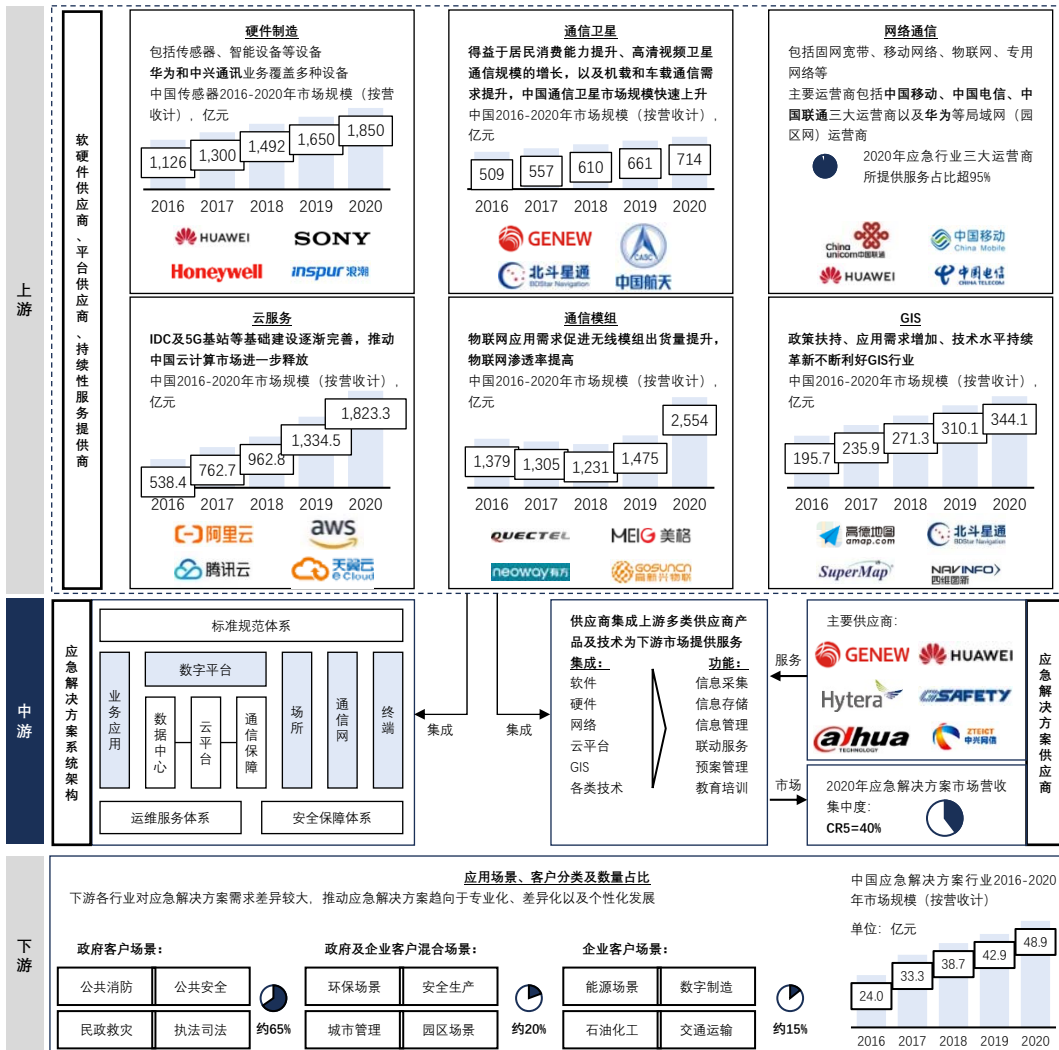 上游
软硬件供应商、平台供应商、持续性服务提供商
硬件制造
包括传感器、智能设备等设备
华为和中兴通讯业务覆盖多种设备
中国传感器2016-2020年市场规模（按营
收计），亿元
1,126
1,300
1,492
1,650
1,850
2016 2017 2018 2019 2020
HUAWEI
SONY
Honeywell
inspur 浪潮
通信卫星
得益于居民消费能力提升、高清视频卫星
通信规模的增长，以及机载和车载通信需
求提升，中国通信卫星市场规模快速上升
中国2016-2020年市场规模（按营收计）,
亿元
509
557
610
661
714
2016 2017 2018 2019 2020
GENEW
CASC
北斗星通
BDStar Navigation
中国航天
网络通信
包括固网宽带、移动网络、物联网、专用
网络等
主要运营商包括中国移动、中国电信、中
国联通三大运营商以及华为等局域网（园
区网）运营商
2020年应急行业三大运营商
所提供服务占比超95%
China
unicom中国联通
中国移动
China Mobile
HUAWEI
中国电信
CHINA TELECOM
云服务
IDC及5G基站等基础建设逐渐完善，推动
中国云计算市场进一步释放
中国2016-2020年市场规模（按营收计）,
亿元
538.4
762.7
962.8
1,334.5
1,823.3
2016 2017 2018 2019 2020
阿里云
aws
腾讯云
天翼云
e Cloud
通信模组
物联网应用需求促进无线模组出货量提升，
物联网渗透率提高
中国2016-2020年市场规模（按营收计）,
亿元
1,379
1,305
1,231
1,475
2,554
2016 2017 2018 2019 2020
QUECTEL
MEIG 美格
neoway有方
GOSUNCN
高新兴物联
GIS
政策扶持、应用需求增加、技术水平持续
革新不断利好GIS行业
中国2016-2020年市场规模（按营收计）,
亿元
195.7
235.9
271.3
310.1
344.1
2016 2017 2018 2019 2020
高德地图
amap.com
北斗星通
BDStar Navigation
SuperMap
NAVINFO
四维图新
中游
应急解决方案系统架构
标准规范体系
业务应用
数字平台
数据中心
云平台
通信保障
场所
通信网
终端
运维服务体系
安全保障体系
集成
集成
供应商集成上游多类供应商产
品及技术为下游市场提供服务
集成： 功能：
软件 信息采集
硬件 信息存储
网络 信息管理
云平台 联动服务
GIS 预案管理
各类技术 教育培训
服务
市场
主要供应商:
GENEW
HUAWEI
Hytera
GSAFETY
alhua
TECHNOLOGY
ZTEICT
中兴网信
2020年应急解决方案市场营收
集中度:
CR5=40%
应急解决方案供应商
下游
应用场景、客户分类及数量占比
下游各行业对应急解决方案需求差异较大，推动应急解决方案趋向于专业化、差异化以及个性化发展
政府客户场景：
公共消防 公共安全
民政救灾 执法司法
约65%
政府及企业客户混合场景：
环保场景 安全生产
城市管理 园区场景
约20%
企业客户场景：
能源场景 数字制造
石油化工 交通运输
约15%
中国应急解决方案行业2016-2020
年市场规模（按营收计）
单位：亿元
24.0
33.3
38.7
42.9
48.9
2016 2017 2018 2019 2020